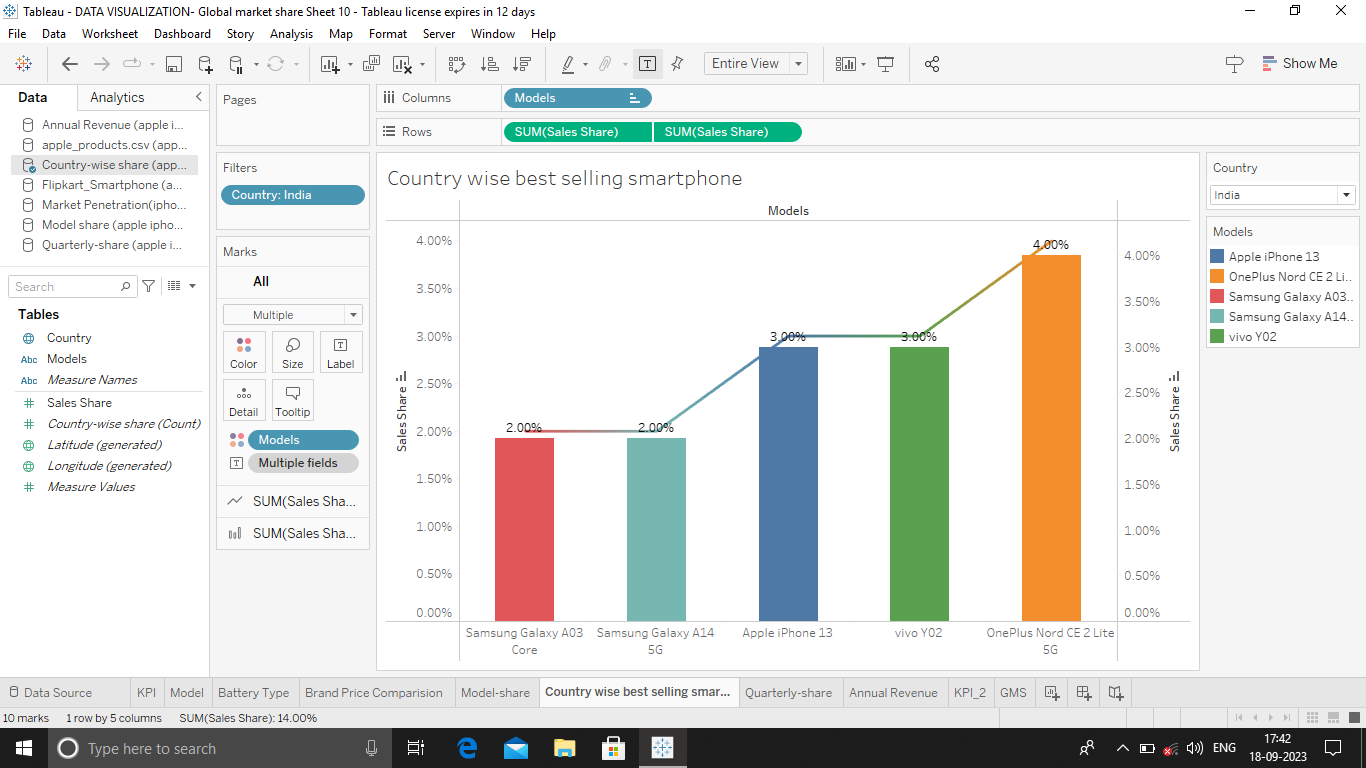 Tableau - DATA VISUALIZATION- Global market share Sheet 10 - Tableau license expires in 12 days
File Data Worksheet Dashboard Story Analysis Map Format Server Window Help
Entire View
Show Me
Data Analytics
Annual Revenue (apple i...
apple_products.csv (app...
Country-wise share (app...
Flipkart_Smartphone (a...
Market Penetration(ipho...
Model share (apple ipho...
Quarterly-share (apple i...
Search
Tables
Country
Abc Models
Abc Measure Names
Sales Share
Country-wise share (Count)
Latitude (generated)
Longitude (generated)
Measure Values
Pages
Filters
Country: India
Marks
All
Multiple
Color Size Label
Detail Tooltip
Models
Multiple fields
SUM(Sales Sha...
SUM(Sales Sha...
Columns Models
Rows SUM(Sales Share) SUM(Sales Share)
Country wise best selling smartphone
Models
Sales Share
4.00%
3.50%
3.00%
2.50%
2.00%
1.50%
1.00%
0.50%
0.00%
2.00% 2.00% 3.00% 3.00% 4.00%
Samsung Galaxy A03
Core
Samsung Galaxy A14
5G
Apple iPhone 13
vivo Y02
OnePlus Nord CE 2 Lite
5G
4.00%
3.50%
3.00%
2.50%
2.00%
1.50%
1.00%
0.50%
0.00%
Sales Share
Country
India
Models
Apple iPhone 13
OnePlus Nord CE 2 Li..
Samsung Galaxy A03..
Samsung Galaxy A14..
vivo Y02
Data Source KPI Model Battery Type Brand Price Comparision Model-share Country wise best selling smar... Quarterly-share Annual Revenue KPI_2 GMS
10 marks 1 row by 5 columns SUM(Sales Share): 14.00%
Type here to search
ENG
17:42
18-09-2023